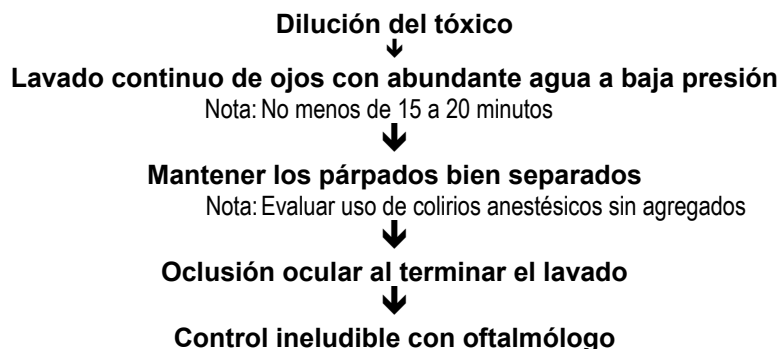 Dilución del tóxico
Lavado continuo de ojos con abundante agua a baja presión
Nota: No menos de 15 a 20 minutos
Mantener los párpados bien separados
Nota: Evaluar uso de colirios anestésicos sin agregados
Oclusión ocular al terminar el lavado
Control ineludible con oftalmólogo